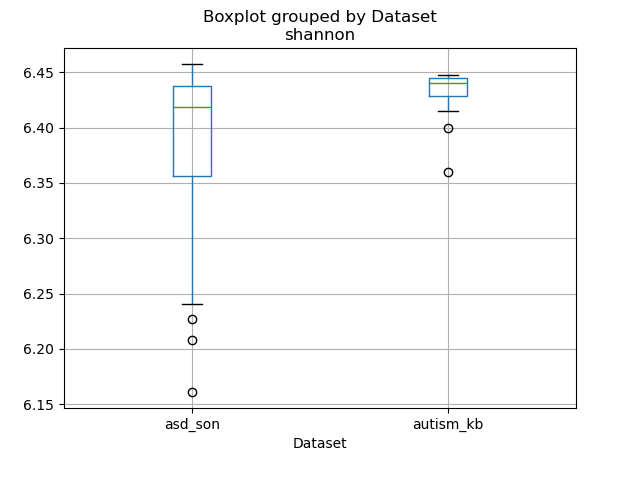 Boxplot grouped by Dataset
shannon
6.45
6.40
6.35
6.30
6.25
6.20
6.15
asd_son
autism_kb
Dataset